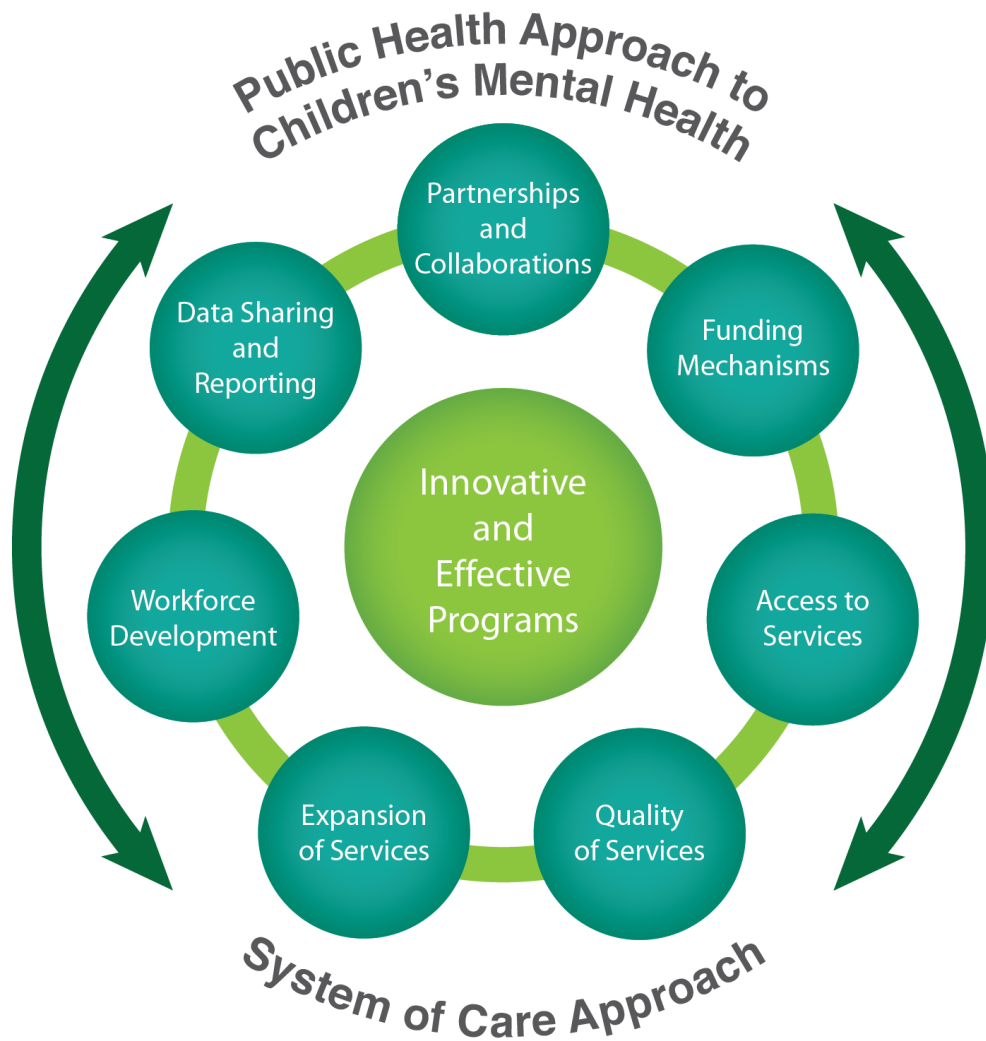 Public Health Approach to
Children’s Mental Health
Partnerships
and
Collaborations
Funding
Mechanisms
Access to
Services
Quality
of Services
Expansion
of Services
Workforce
Development
Data Sharing
and
Reporting
Innovative
and
Effective
Programs
System of Care Approach